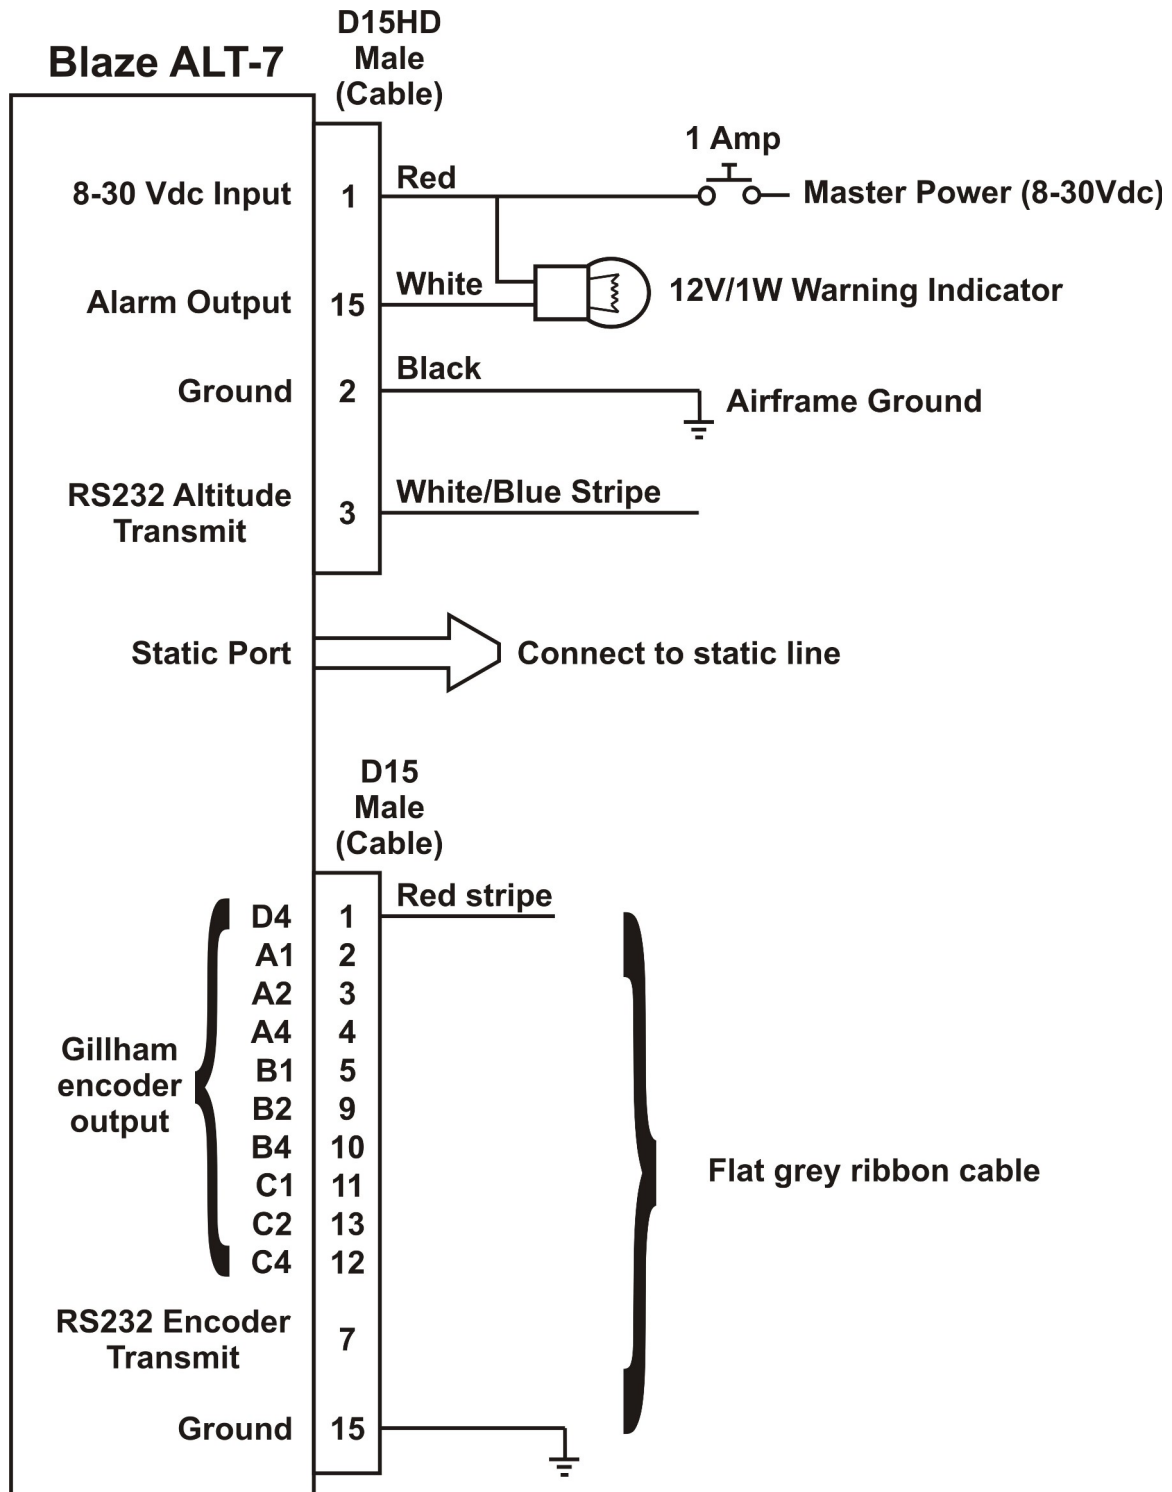 Blaze ALT-7
D15HD
Male
(Cable)
8-30 Vdc Input
1
Red
1 Amp
Master Power (8-30Vdc)
Alarm Output
15
White
12V/1W Warning Indicator
Ground
2
Black
Airframe Ground
RS232 Altitude
Transmit
3
White/Blue Stripe
Static Port
Connect to static line
D15
Male
(Cable)
Gillham
encoder
output
D4 1 Red stripe
A1 2
A2 3
A4 4
B1 5
B2 9
B4 10
C1 11
C2 13
C4 12
Flat grey ribbon cable
RS232 Encoder
Transmit
7
Ground
15